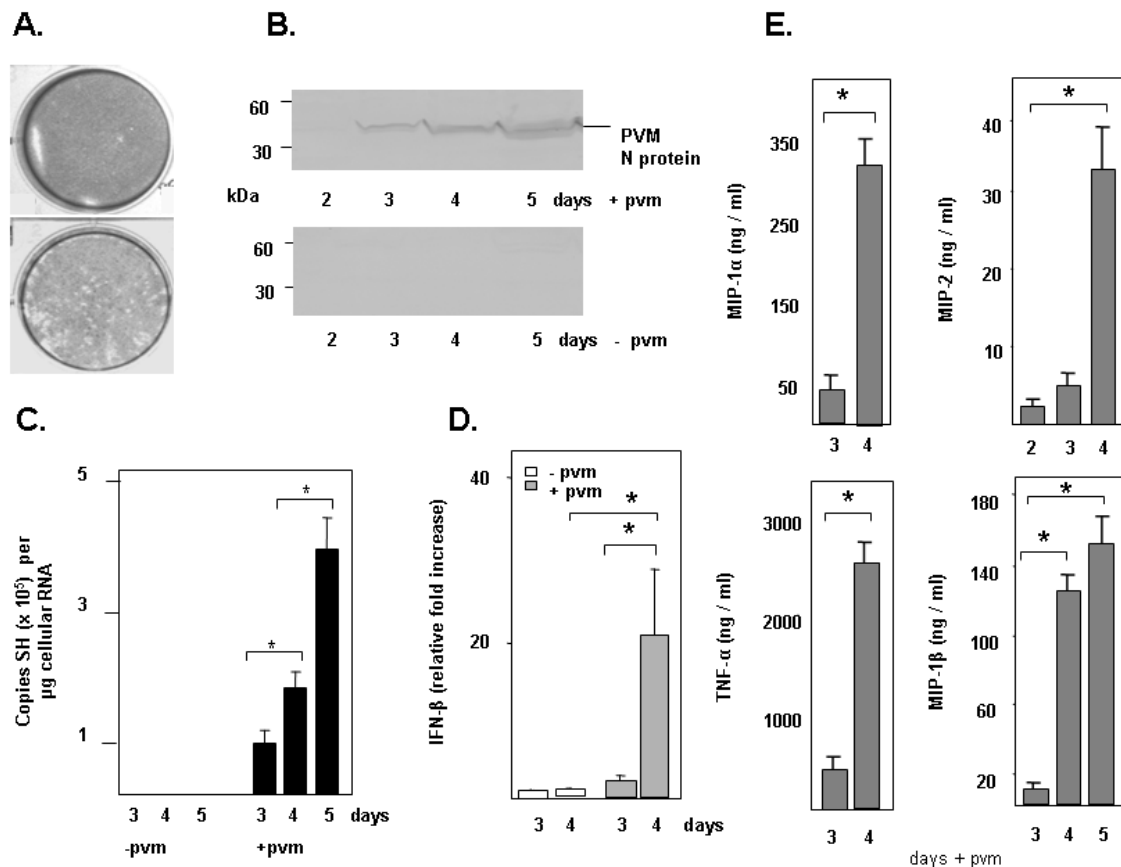 A.
B.
60
30
PVM
N protein
kDa
2 3 4 5 days + pvm
60
30
2 3 4 5 days - pvm
C.
5
3
1
Copies SH (x 10⁵) per
µg cellular RNA
*
*
3 4 5 3 4 5 days
-pvm +pvm
D.
- pvm
+ pvm
40
20
IFN-β (relative fold increase)
*
*
3 4 3 4 days
E.
350
250
150
50
MIP-1α (ng / ml)
*
3 4
40
30
20
10
MIP-2 (ng / ml)
*
2 3 4
3000
2000
1000
TNF-α (ng / ml)
*
3 4
180
140
100
60
20
MIP-1β (ng / ml)
*
*
3 4 5
days + pvm